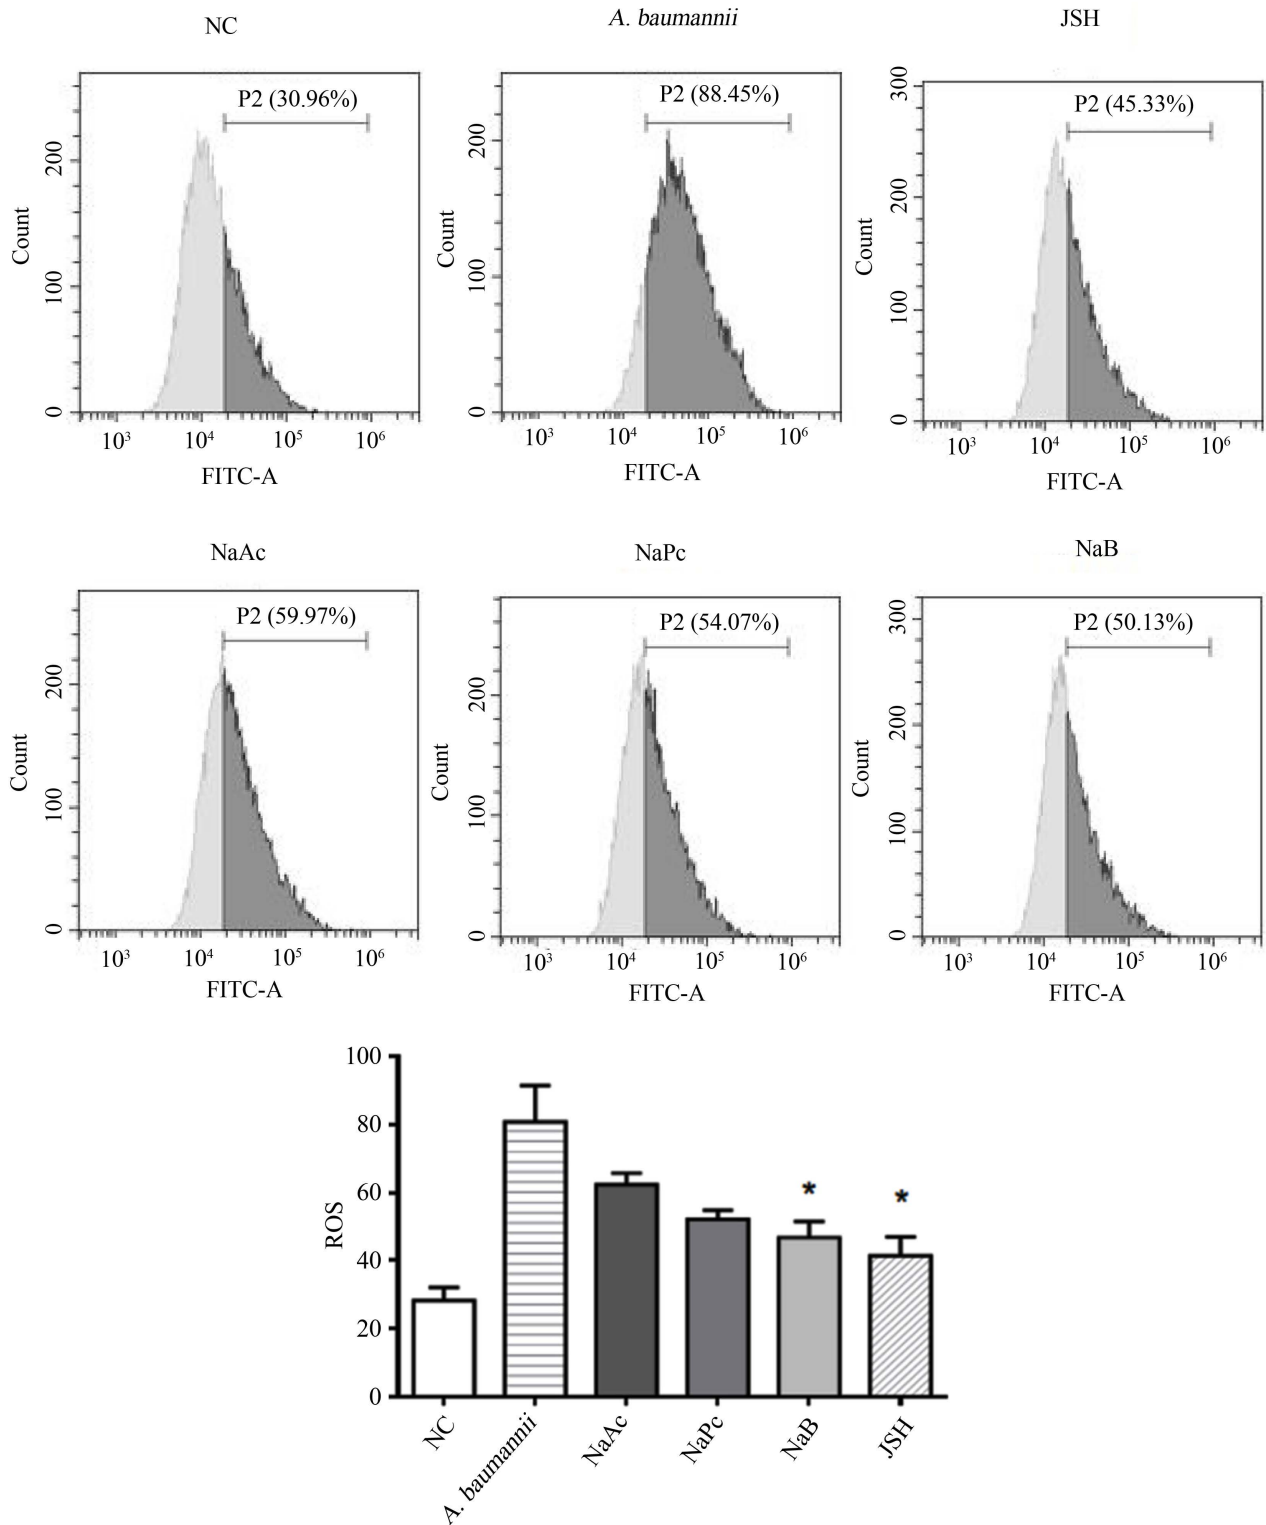 NC
A. baumannii
JSH
P2 (30.96%)
P2 (88.45%)
P2 (45.33%)
Count
0
100
200
10³ 10⁴ 10⁵ 10⁶
FITC-A
Count
0
100
200
10³ 10⁴ 10⁵ 10⁶
FITC-A
Count
0
100
200
300
10³ 10⁴ 10⁵ 10⁶
FITC-A
NaAc
NaPc
NaB
P2 (59.97%)
P2 (54.07%)
P2 (50.13%)
Count
0
100
200
10³ 10⁴ 10⁵ 10⁶
FITC-A
Count
0
100
200
10³ 10⁴ 10⁵ 10⁶
FITC-A
Count
0
100
200
300
10³ 10⁴ 10⁵ 10⁶
FITC-A
ROS
100
80
60
40
20
0
*
*
NC
A. baumannii
NaAc
NaPc
NaB
JSH